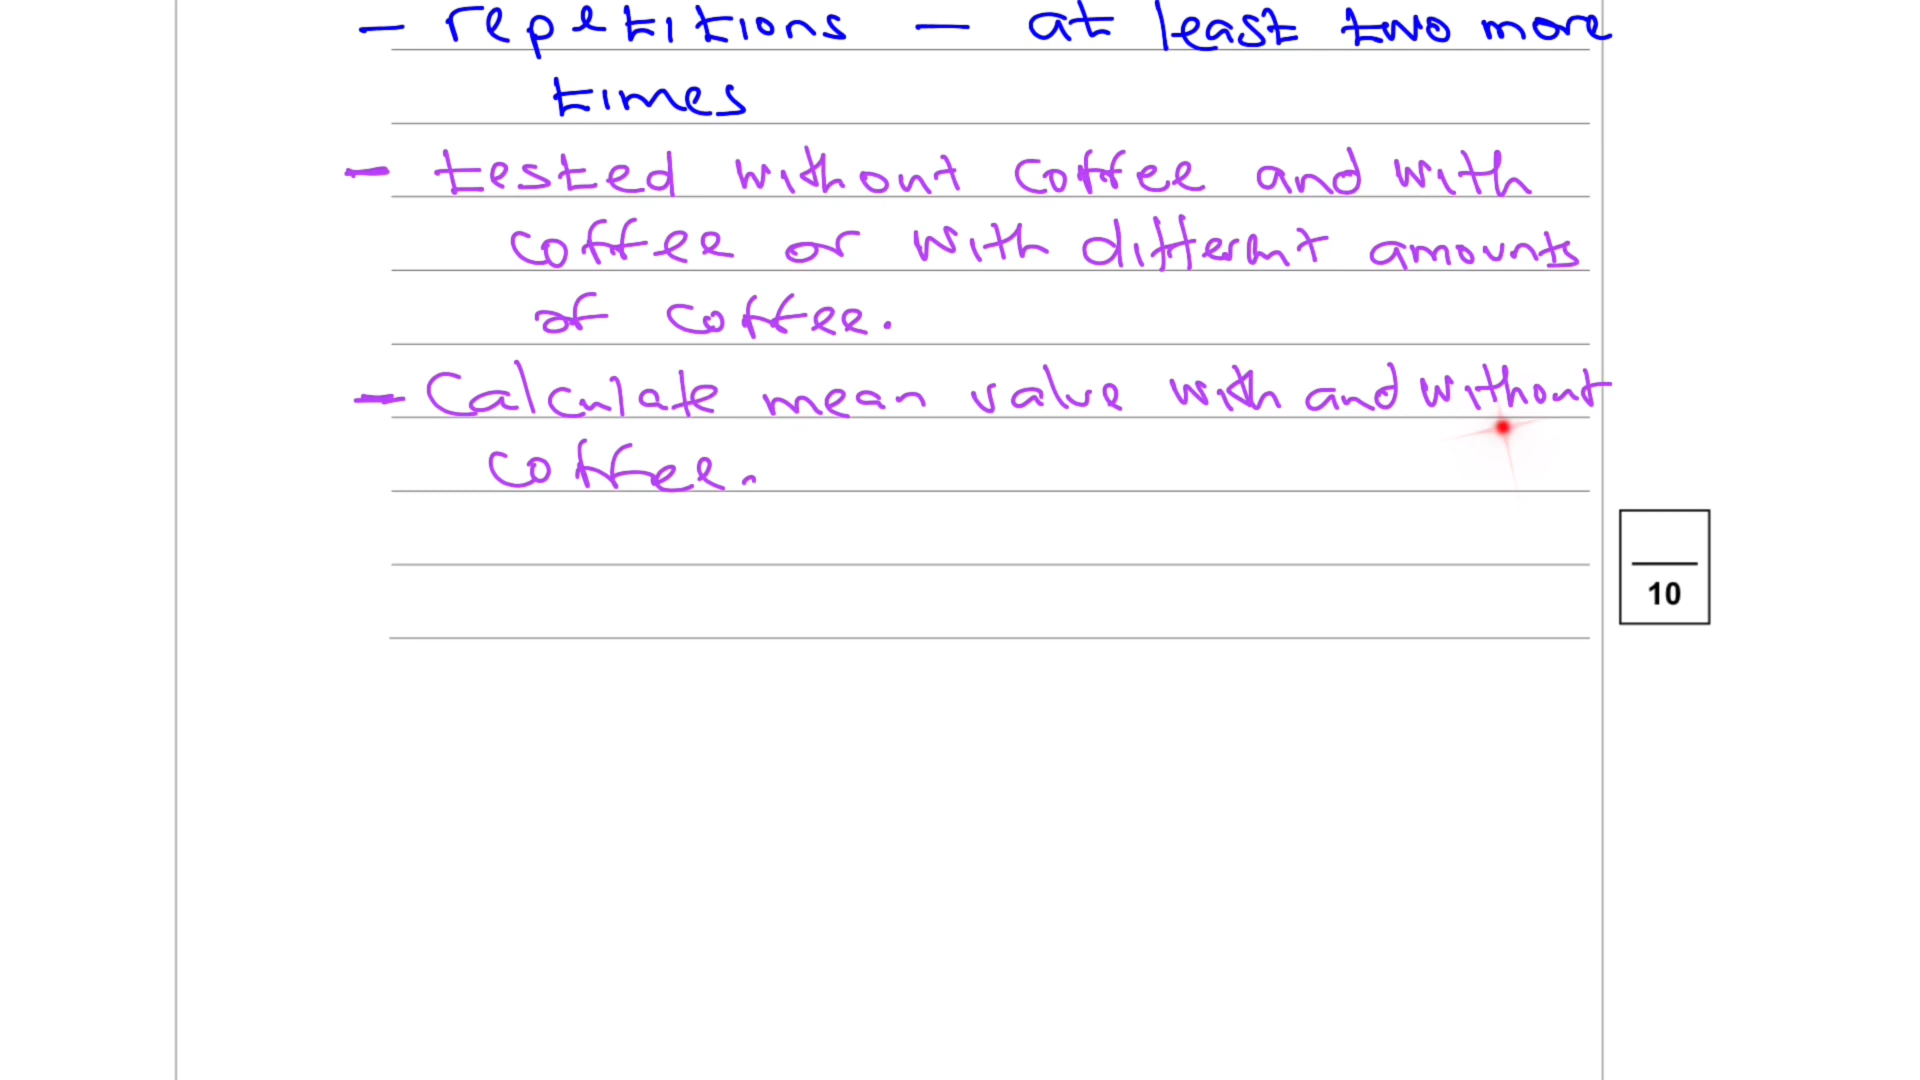 - repetitions - at least two more
times
- tested without coffee and with
coffee or with different amounts
of coffee.
- Calculate mean value with and without
coffee.
10